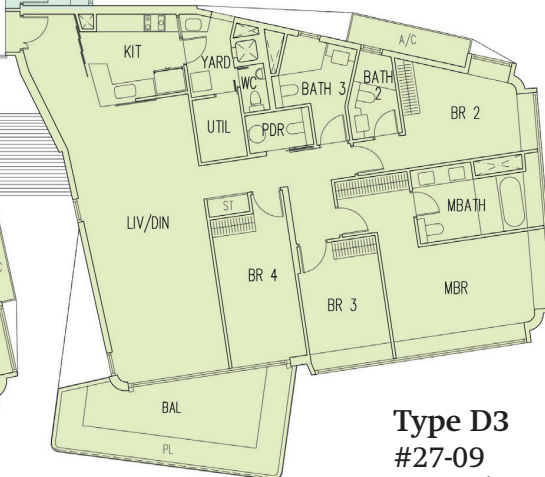 A/C
KIT
YARD
WC
BATH 3
BATH
2
BR 2
UTIL
PDR
MBATH
ST
LIV/DIN
BR 4
BR 3
MBR
BAL
PL
Type D3
#27-09